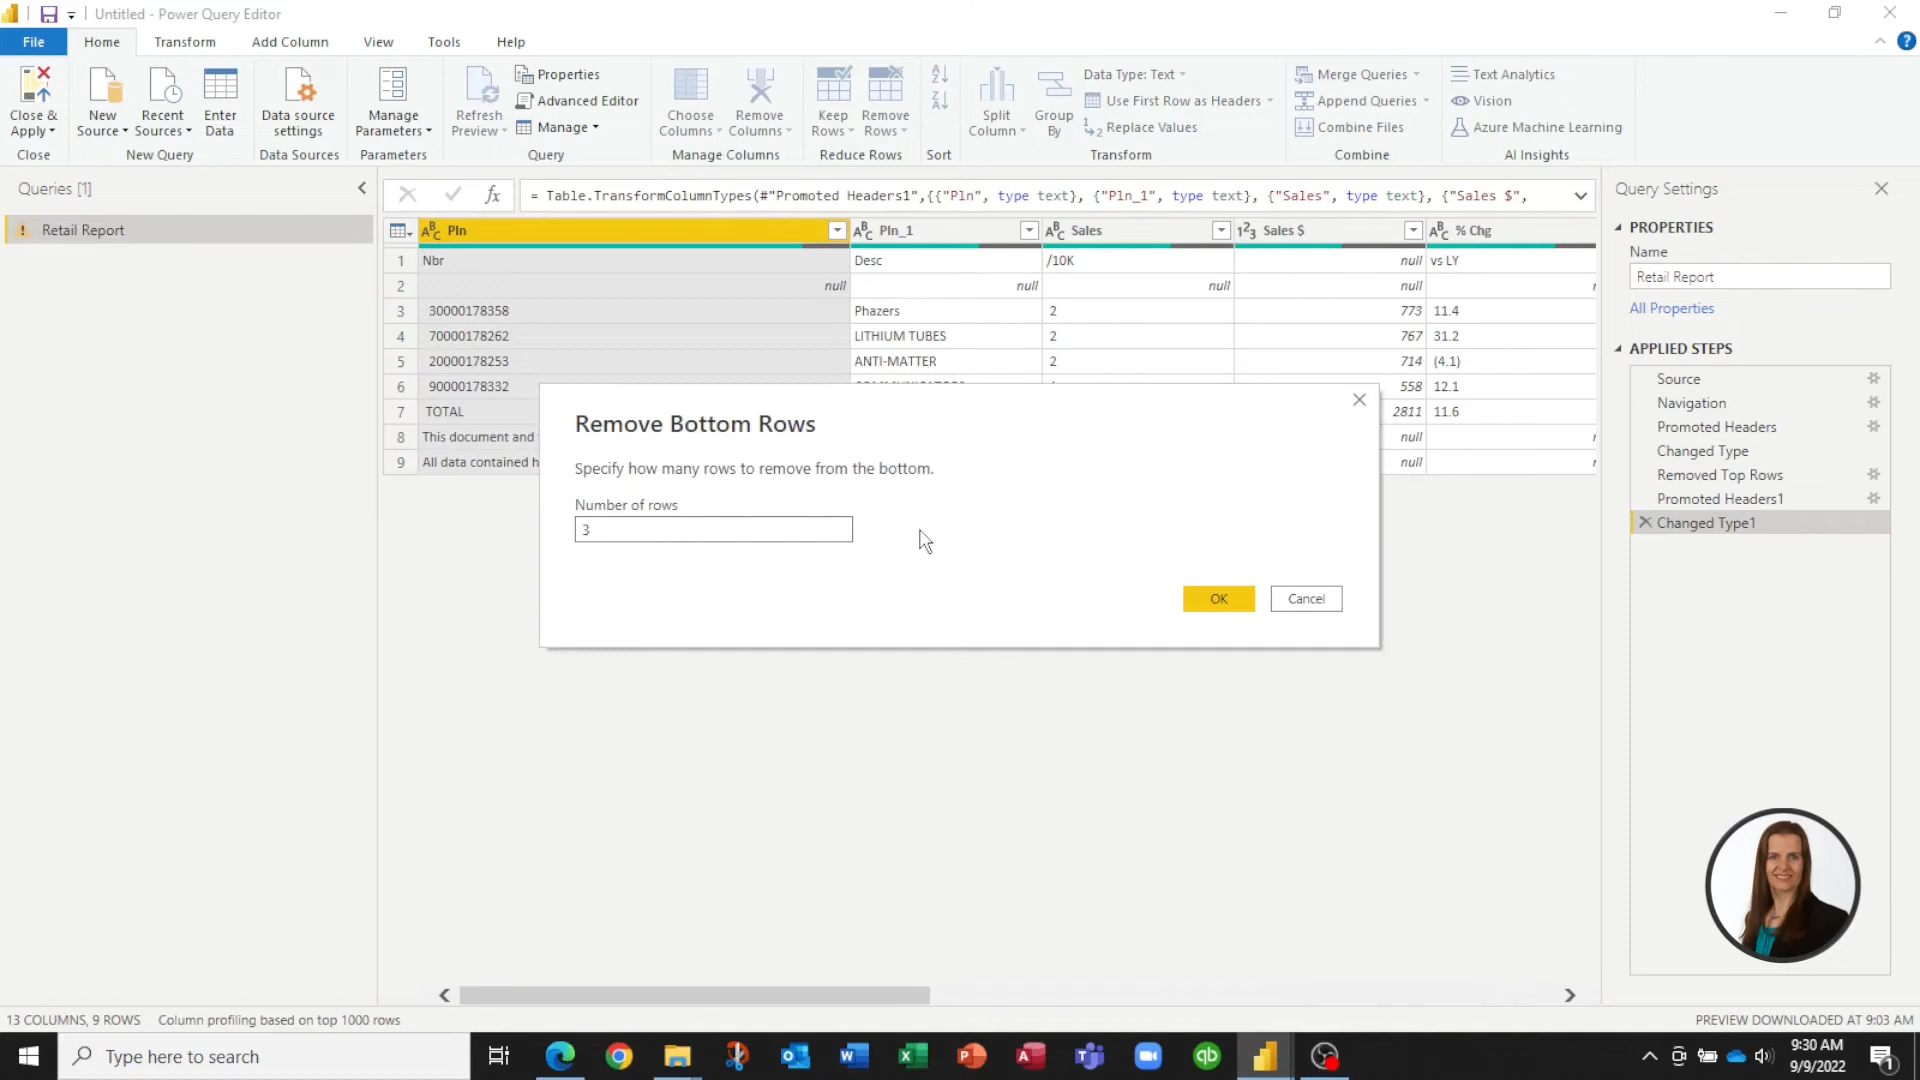 Untitled - Power Query Editor
File Home Transform Add Column View Tools Help
Close & Apply
New Source
Recent Sources
Enter Data
Data source settings
Manage Parameters
Refresh Preview
Properties
Advanced Editor
Manage
Choose Columns
Remove Columns
Keep Rows
Remove Rows
Split Column
Group By
Data Type: Text
Use First Row as Headers
Replace Values
Merge Queries
Append Queries
Combine Files
Text Analytics
Vision
Azure Machine Learning
Close New Query Data Sources Parameters Query Manage Columns Reduce Rows Sort Transform Combine AI Insights
Queries [1]
Retail Report
fx = Table.TransformColumnTypes(#"Promoted Headers1",{{"Pln", type text}, {"Pln_1", type text}, {"Sales", type text}, {"Sales $",
ABC Pln ABC Pln_1 ABC Sales 123 Sales $ ABC % Chg
1 Nbr Desc /10K null vs LY
2 null null null null
3 30000178358 Phazers 2 773 11.4
4 70000178262 LITHIUM TUBES 2 767 31.2
5 20000178253 ANTI-MATTER 2 714 (4.1)
6 90000178332 558 12.1
7 TOTAL 2811 11.6
8 This document and null
9 All data contained h null
Remove Bottom Rows
Specify how many rows to remove from the bottom.
Number of rows
3
OK Cancel
Query Settings
PROPERTIES
Name
Retail Report
All Properties
APPLIED STEPS
Source
Navigation
Promoted Headers
Changed Type
Removed Top Rows
Promoted Headers1
Changed Type1
13 COLUMNS, 9 ROWS Column profiling based on top 1000 rows
PREVIEW DOWNLOADED AT 9:03 AM
Type here to search
9:30 AM
9/9/2022
1